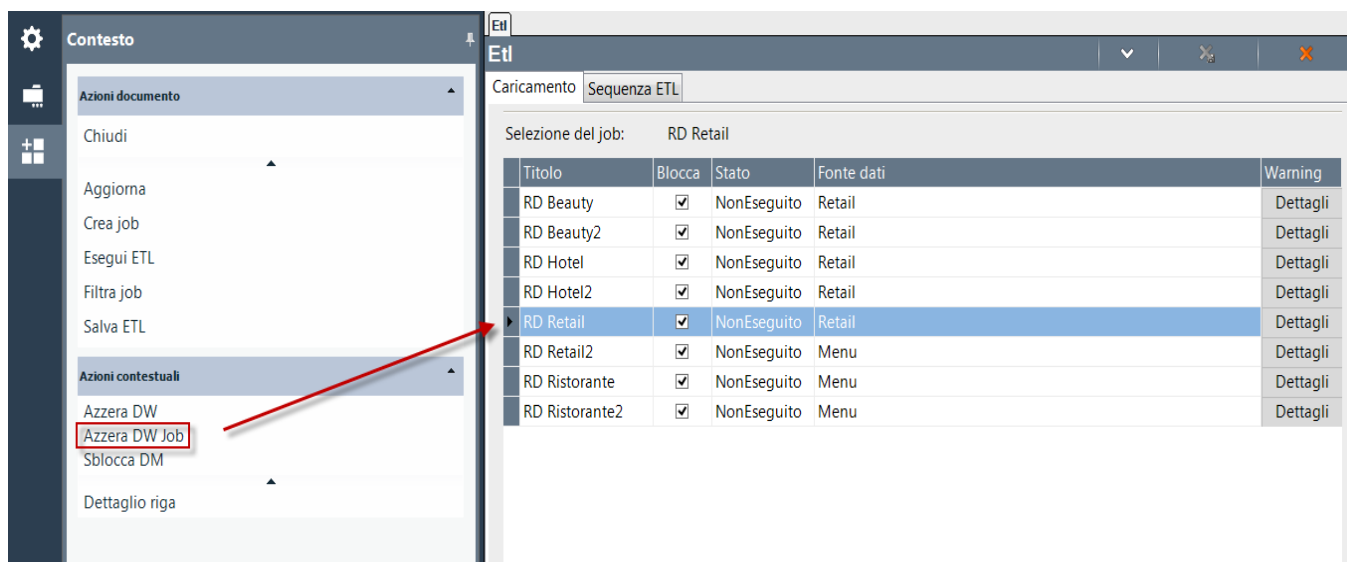 Contesto
Azioni documento
Chiudi
Aggiorna
Crea job
Esegui ETL
Filtra job
Salva ETL
Azioni contestuali
Azzera DW
Azzera DW Job
Sblocca DM
Dettaglio riga
Etl
Etl
Caricamento Sequenza ETL
Selezione del job: RD Retail
Titolo Blocca Stato Fonte dati Warning
RD Beauty NonEseguito Retail Dettagli
RD Beauty2 NonEseguito Retail Dettagli
RD Hotel NonEseguito Retail Dettagli
RD Hotel2 NonEseguito Retail Dettagli
RD Retail NonEseguito Retail Dettagli
RD Retail2 NonEseguito Menu Dettagli
RD Ristorante NonEseguito Menu Dettagli
RD Ristorante2 NonEseguito Menu Dettagli